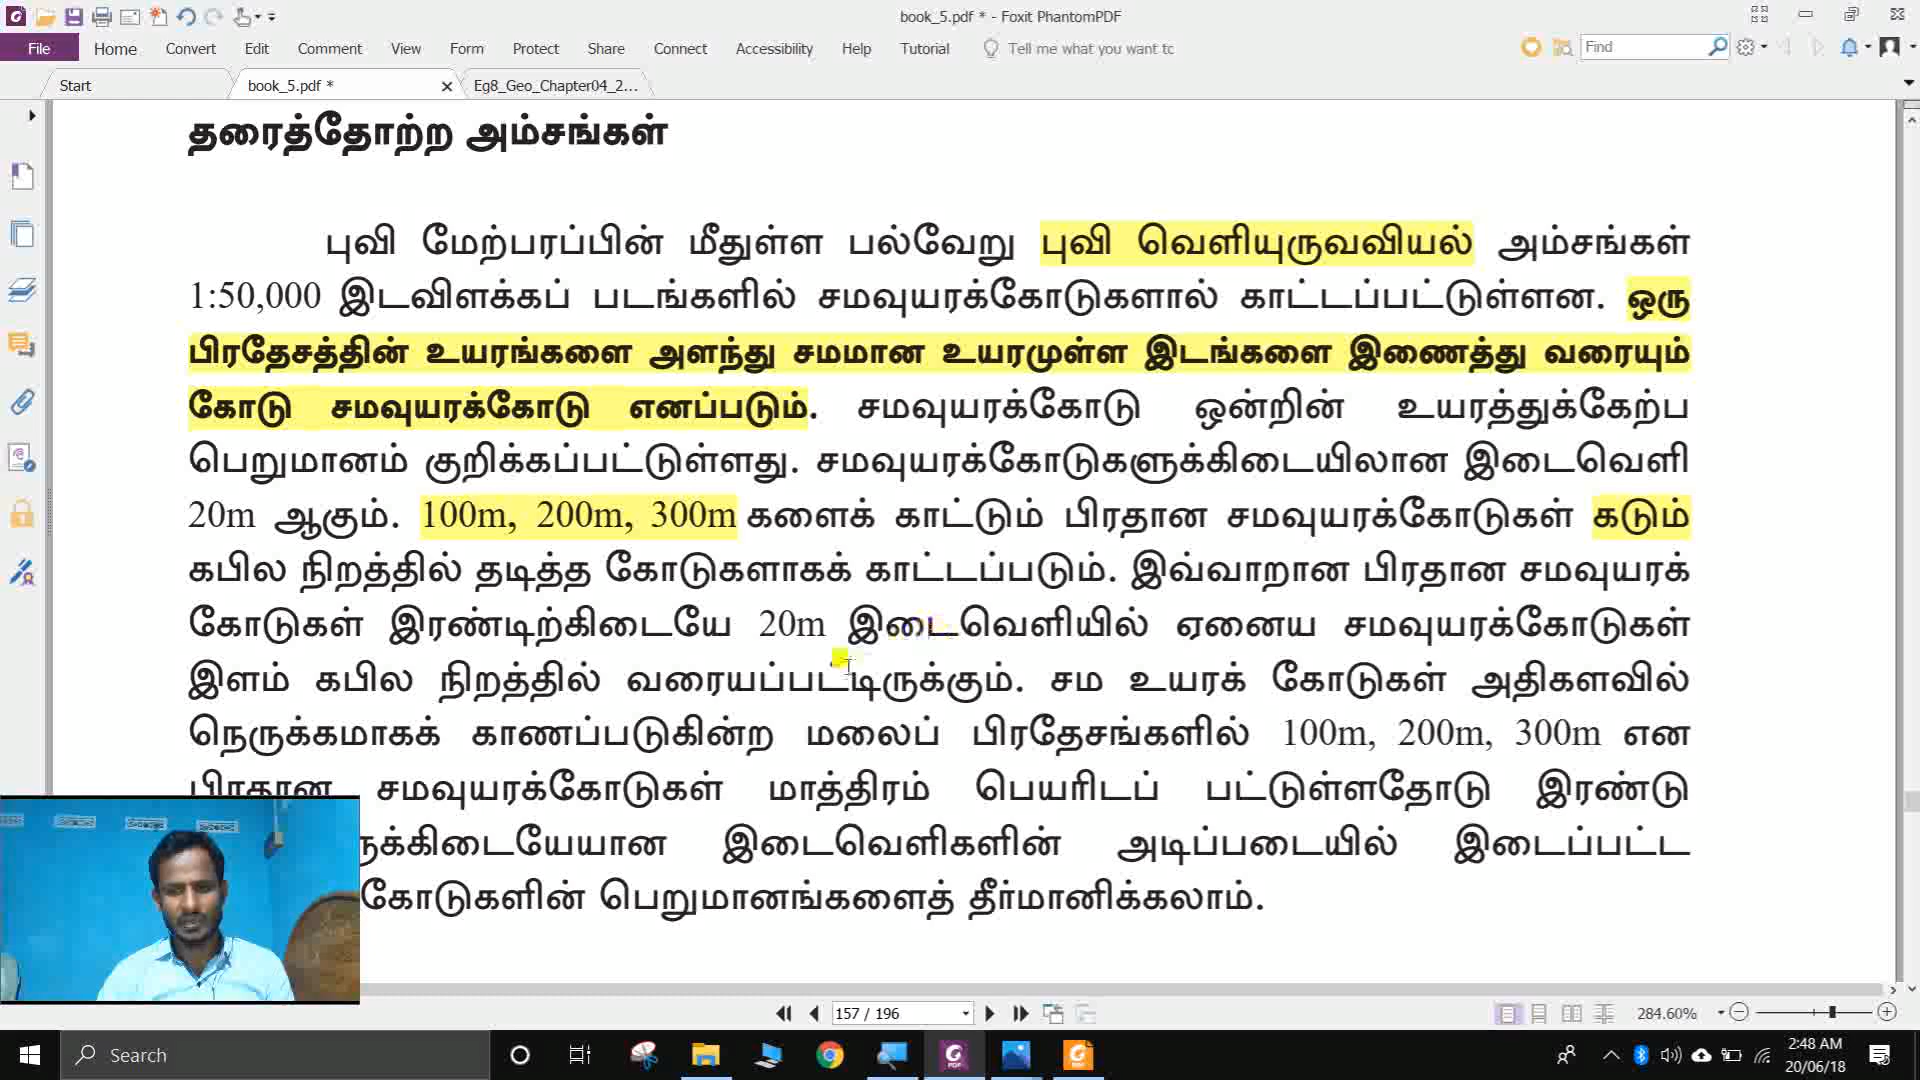 book_5.pdf * - Foxit PhantomPDF
File Home Convert Edit Comment View Form Protect Share Connect Accessibility Help Tutorial Tell me what you want tc Find
Start book_5.pdf * Eg8_Geo_Chapter04_2...
தரைத்தோற்ற அம்சங்கள்
புவி மேற்பரப்பின் மீதுள்ள பல்வேறு புவி வெளியுருவவியல் அம்சங்கள்
1:50,000 இடவிளக்கப் படங்களில் சமவுயரக்கோடுகளால் காட்டப்பட்டுள்ளன. ஒரு
பிரதேசத்தின் உயரங்களை அளந்து சமமான உயரமுள்ள இடங்களை இணைத்து வரையும்
கோடு சமவுயரக்கோடு எனப்படும். சமவுயரக்கோடு ஒன்றின் உயரத்துக்கேற்ப
பெறுமானம் குறிக்கப்பட்டுள்ளது. சமவுயரக்கோடுகளுக்கிடையிலான இடைவெளி
20m ஆகும். 100m, 200m, 300m களைக் காட்டும் பிரதான சமவுயரக்கோடுகள் கடும்
கபில நிறத்தில் தடித்த கோடுகளாகக் காட்டப்படும். இவ்வாறான பிரதான சமவுயரக்
கோடுகள் இரண்டிற்கிடையே 20m இடைவெளியில் ஏனைய சமவுயரக்கோடுகள்
இளம் கபில நிறத்தில் வரையப்பட்டிருக்கும். சம உயரக் கோடுகள் அதிகளவில்
நெருக்கமாகக் காணப்படுகின்ற மலைப் பிரதேசங்களில் 100m, 200m, 300m என
பிரதான சமவுயரக்கோடுகள் மாத்திரம் பெயரிடப் பட்டுள்ளதோடு இரண்டு
ருக்கிடையேயான இடைவெளிகளின் அடிப்படையில் இடைப்பட்ட
கோடுகளின் பெறுமானங்களைத் தீர்மானிக்கலாம்.
157 / 196 284.60%
Search 2:48 AM
20/06/18